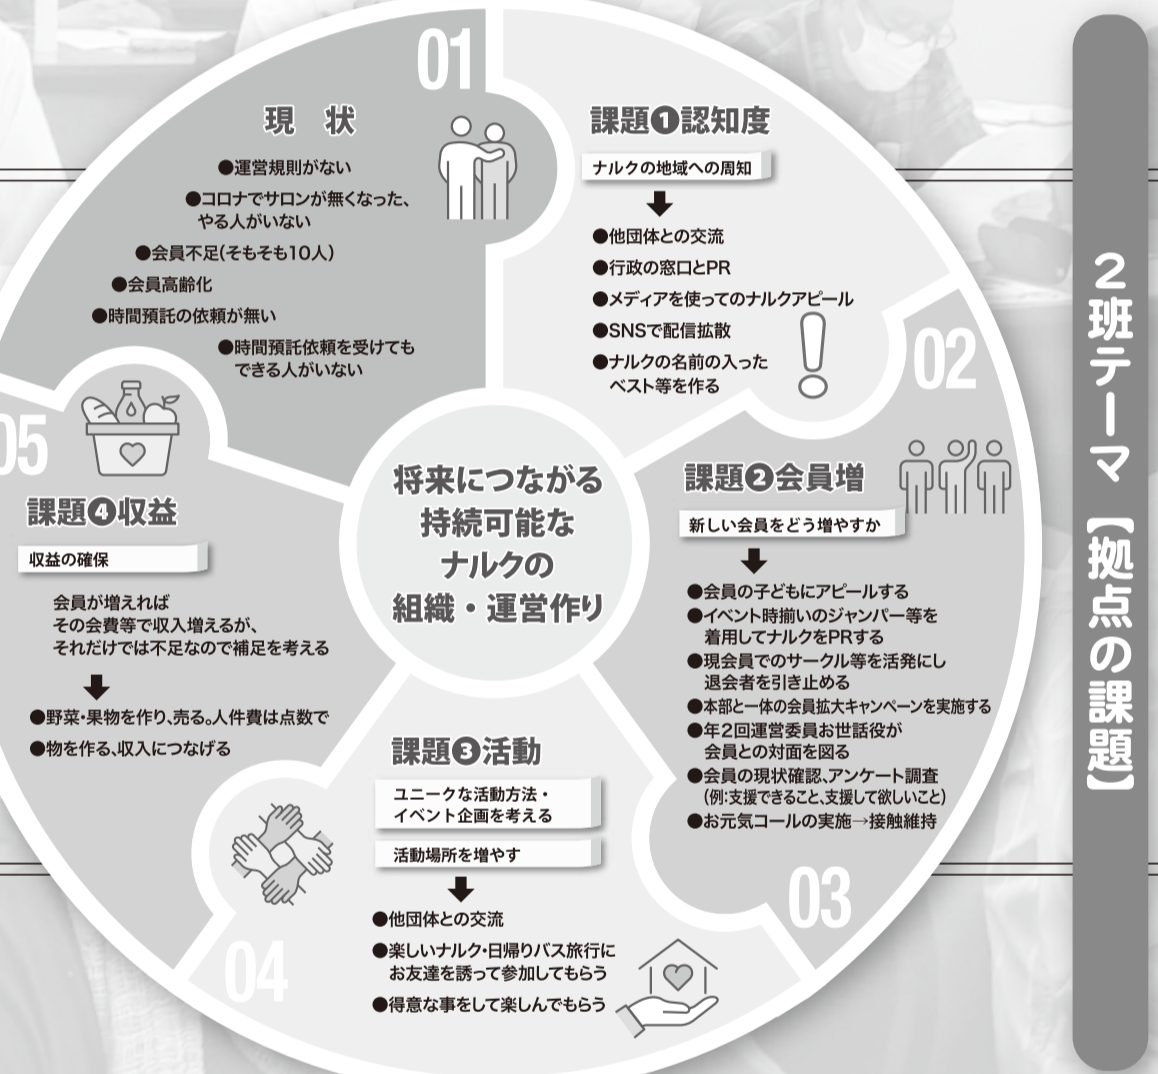 2班テーマ【拠点の課題】
将来につながる
持続可能な
ナルクの
組織・運営作り
01
現 状
●運営規則がない
●コロナでサロンが無くなった、
やる人がいない
●会員不足(そもそも10人)
●会員高齢化
●時間預託の依頼が無い
●時間預託依頼を受けても
できる人がいない
課題❶認知度
ナルクの地域への周知
●他団体との交流
●行政の窓口とPR
●メディアを使ってのナルクアピール
●SNSで配信拡散
●ナルクの名前の入った
ベスト等を作る
02
課題❷会員増
新しい会員をどう増やすか
●会員の子どもにアピールする
●イベント時揃いのジャンパー等を
着用してナルクをPRする
●現会員でのサークル等を活発にし
退会者を引き止める
●本部と一体の会員拡大キャンペーンを実施する
●年2回運営委員お世話役が
会員との対面を図る
●会員の現状確認、アンケート調査
(例:支援できること、支援して欲しいこと)
●お元気コールの実施→接触維持
03
課題❸活動
ユニークな活動方法・
イベント企画を考える
活動場所を増やす
●他団体との交流
●楽しいナルク・日帰りバス旅行に
お友達を誘って参加してもらう
●得意な事をして楽しんでもらう
04
05
課題❹収益
収益の確保
会員が増えれば
その会費等で収入増えるが、
それだけでは不足なので補足を考える
●野菜・果物を作り、売る。人件費は点数で
●物を作る、収入につなげる